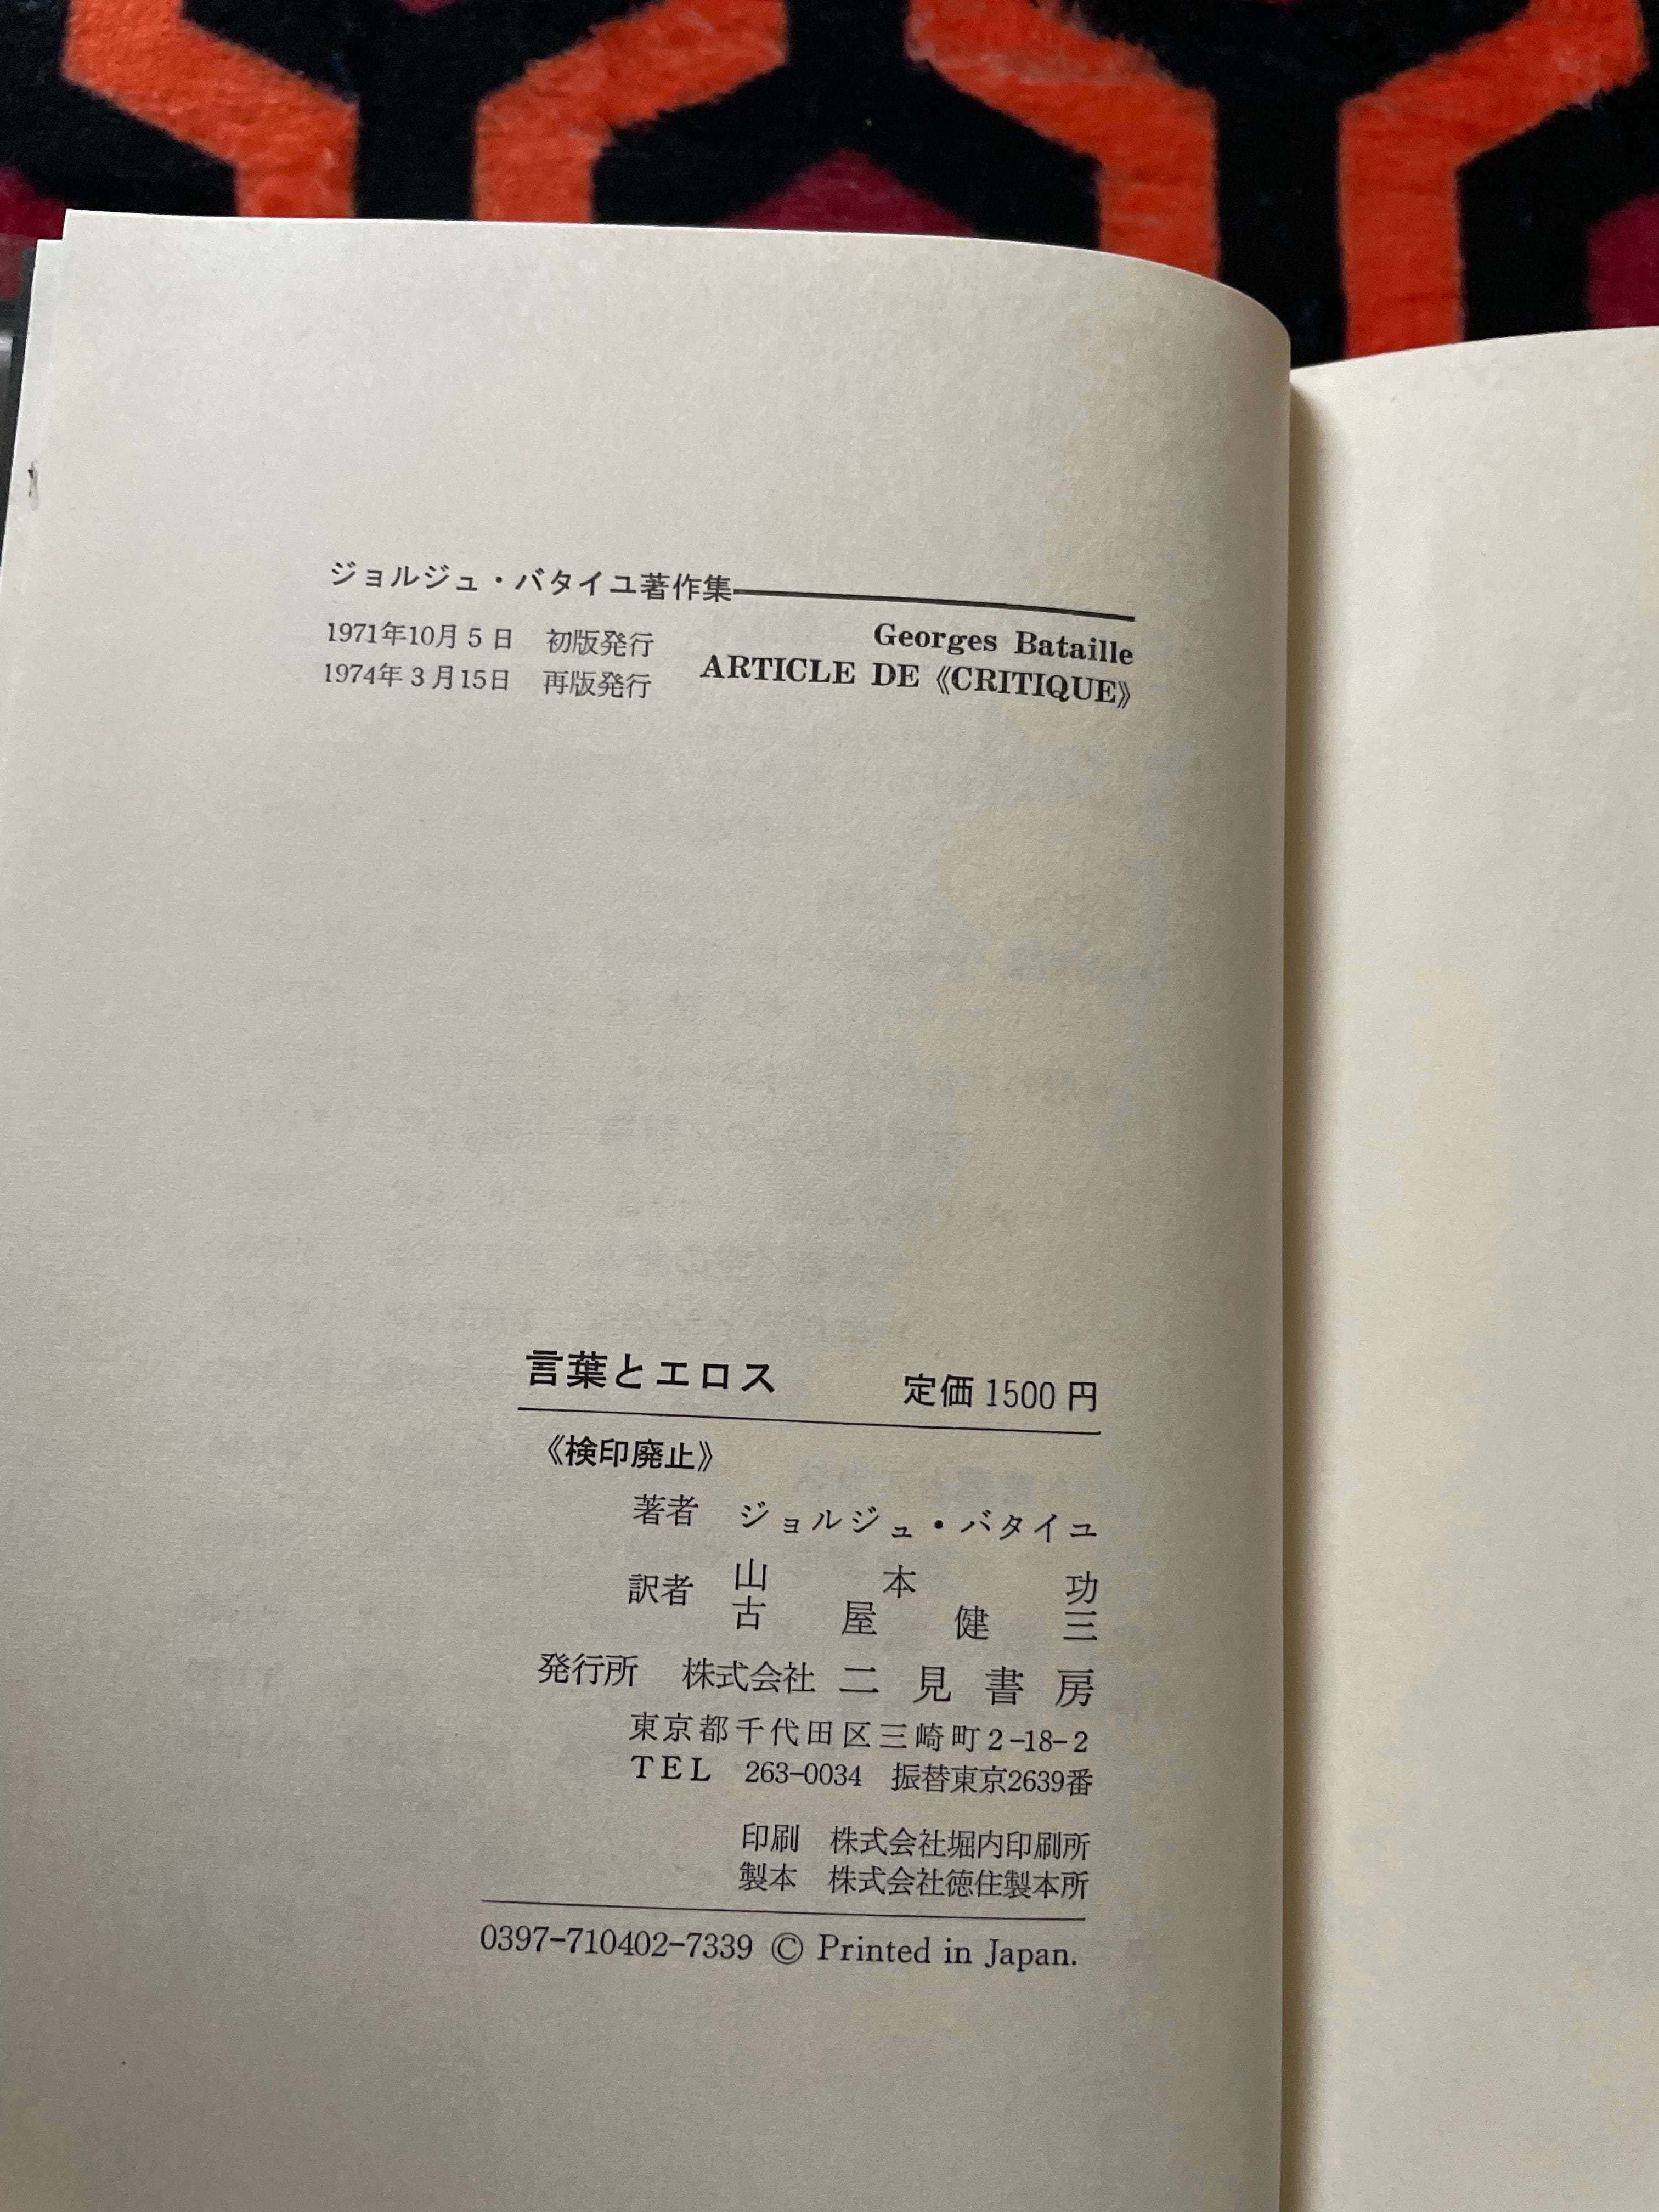 ジョルジュ・バタイユ著作集
1971年10月5日 初版発行
1974年3月15日 再版発行
Georges Bataille
ARTICLE DE 《CRITIQUE》
言葉とエロス 定価1500円
《検印廃止》
著者 ジョルジュ・バタイユ
訳者 山本功
古屋健三
発行所 株式会社 二見書房
東京都千代田区三崎町2-18-2
TEL 263-0034 振替東京2639番
印刷 株式会社堀内印刷所
製本 株式会社徳住製本所
0397-710402-7339 © Printed in Japan.